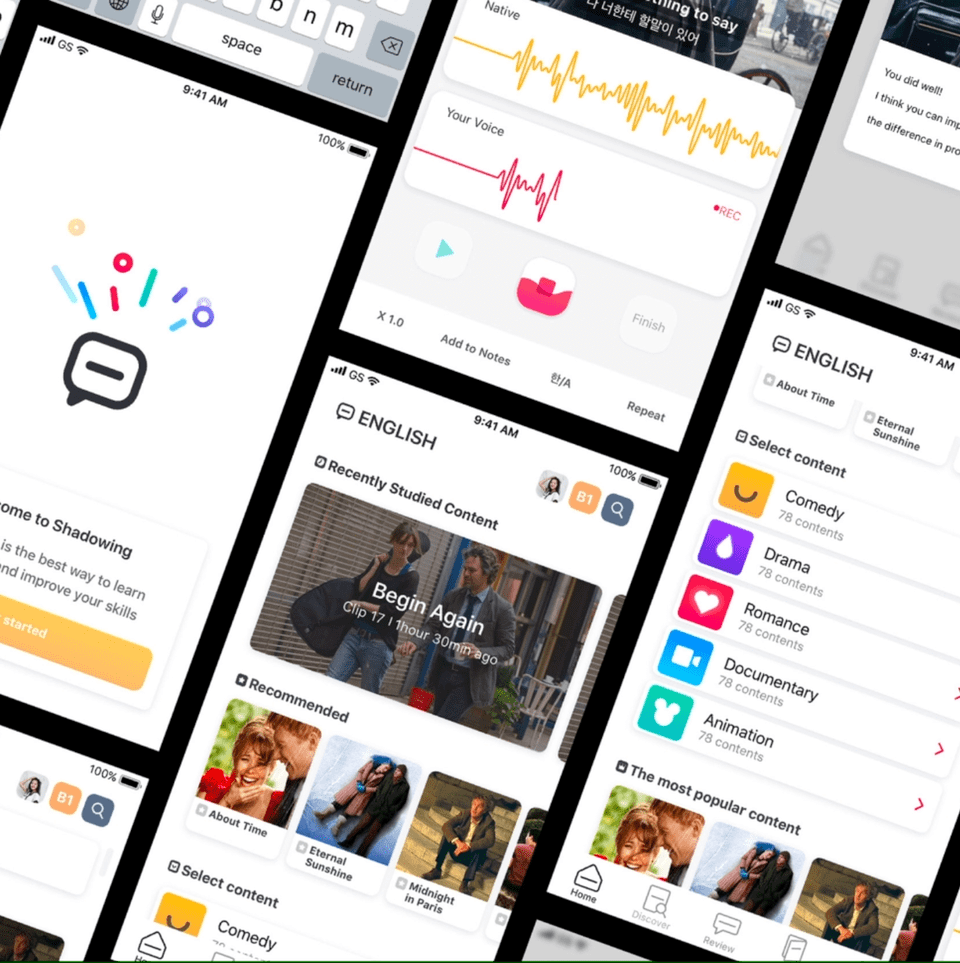 b
n
m
space
return
GS
9:41 AM
100%
come to Shadowing
is the best way to learn
and improve your skills
started
100%
B1
Native
hing to say
너한테 할말이 있어
Your Voice
REC
Finish
X 1.0
Add to Notes
한/A
Repeat
GS
9:41 AM
100%
ENGLISH
B1
Recently Studied Content
Begin Again
Clip 17 I 1hour 30min ago
Recommended
About Time
Eternal
Sunshine
Midnight
in Paris
Select content
Comedy
You did well!
I think you can imp
the difference in pro
GS
9:41 AM
ENGLISH
About Time
Eternal
Sunshine
Select content
Comedy
78 contents
Drama
78 contents
Romance
78 contents
Documentary
78 contents
Animation
78 contents
The most popular content
Home
Discover
Review